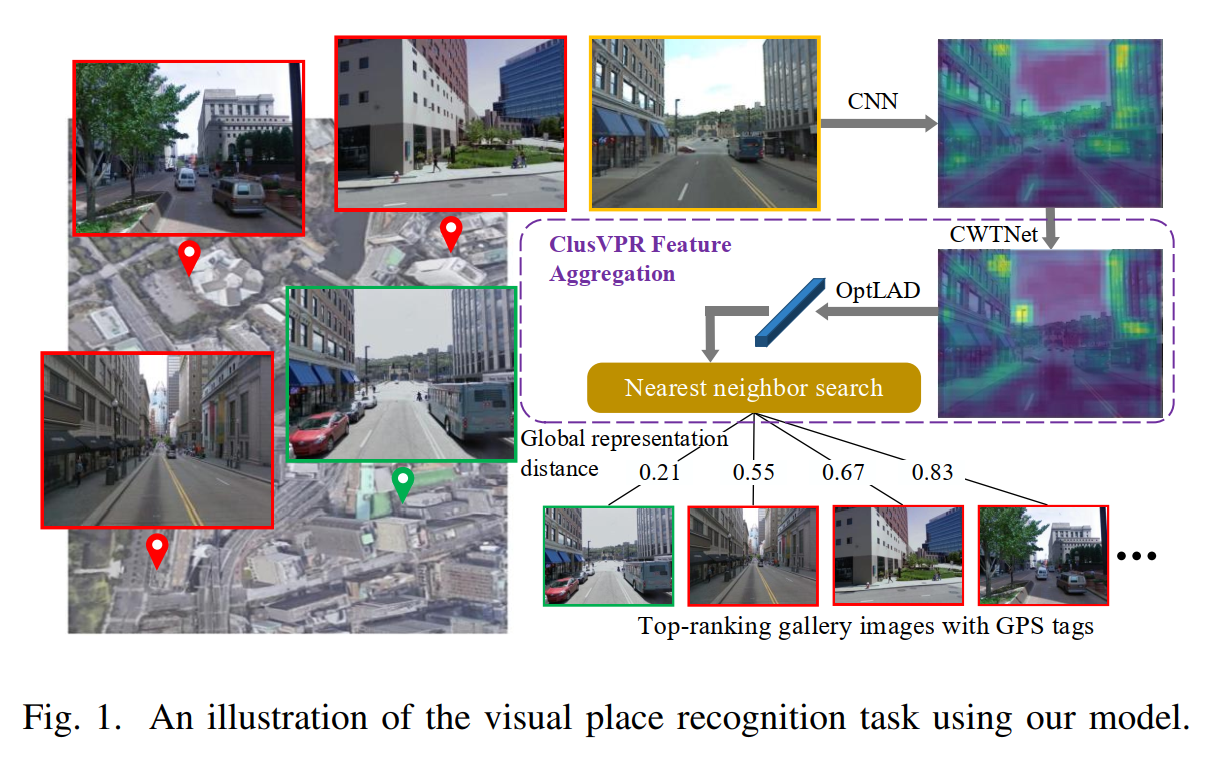 CNN
CWTNet
ClusVPR Feature
Aggregation
OptLAD
Nearest neighbor search
Global representation
distance
0.21 0.55 0.67 0.83
Top-ranking gallery images with GPS tags
Fig. 1. An illustration of the visual place recognition task using our model.